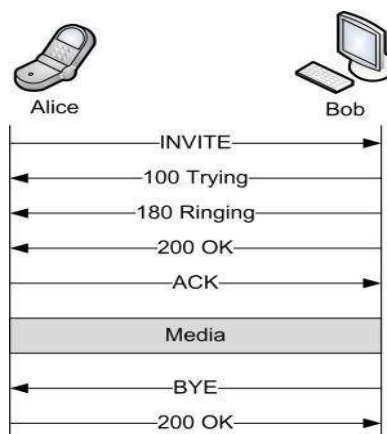 Alice
Bob
INVITE
100 Trying
180 Ringing
200 OK
ACK
Media
BYE
200 OK